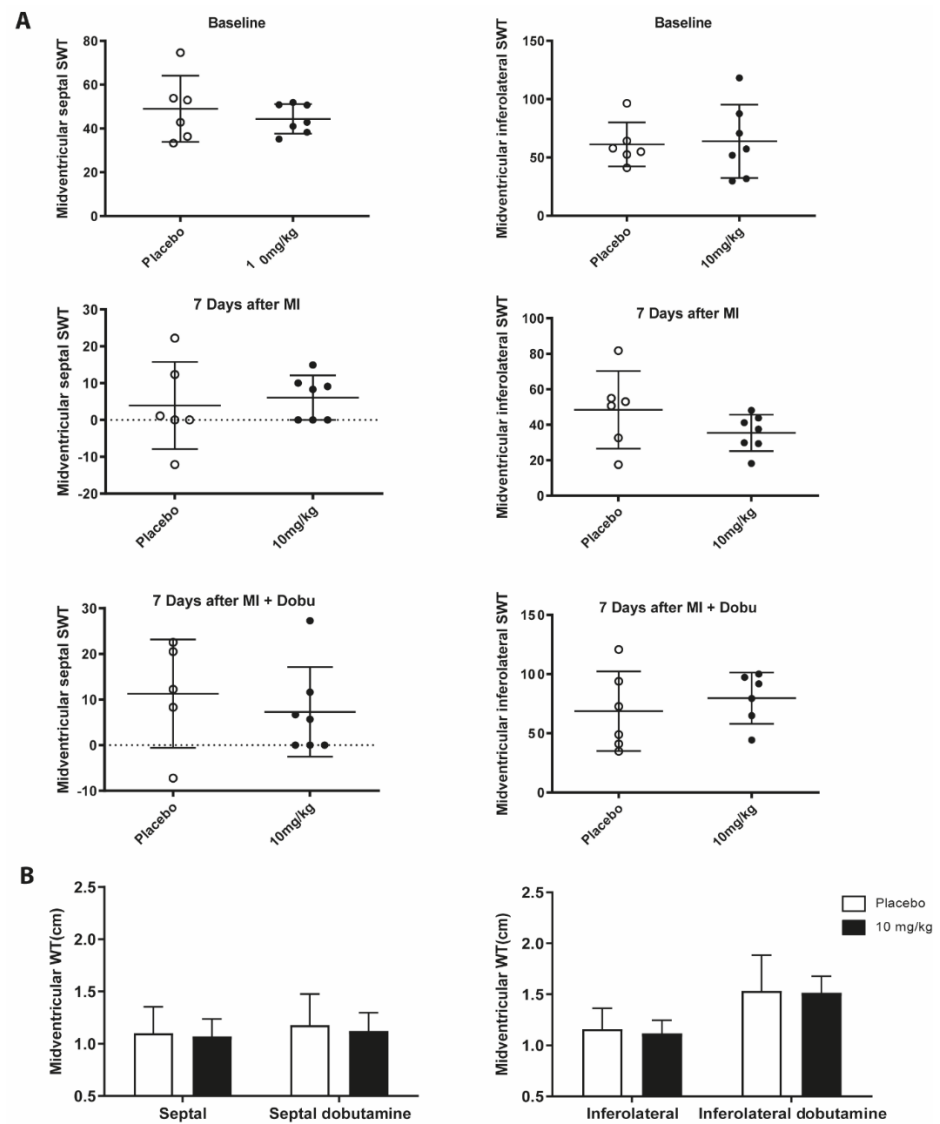 A
Baseline
Midventricular septal SWT
80
60
40
20
0
Placebo
1 0mg/kg
Baseline
Midventricular inferolateral SWT
150
100
50
0
Placebo
10mg/kg
7 Days after MI
Midventricular septal SWT
30
20
10
0
-10
-20
Placebo
10mg/kg
7 Days after MI
Midventricular inferolateral SWT
100
80
60
40
20
0
Placebo
10mg/kg
7 Days after MI + Dobu
Midventricular septal SWT
30
20
10
0
-10
Placebo
10mg/kg
7 Days after MI + Dobu
Midventricular inferolateral SWT
150
100
50
0
Placebo
10mg/kg
B
Midventricular WT(cm)
2.5
2.0
1.5
1.0
0.5
Septal
Septal dobutamine
Midventricular WT(cm)
2.5
2.0
1.5
1.0
0.5
Inferolateral
Inferolateral dobutamine
Placebo
10 mg/kg